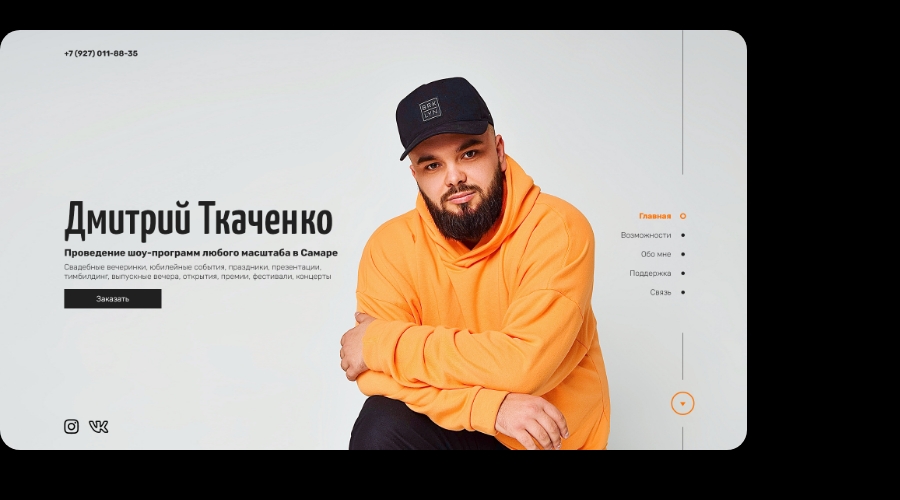 +7 (927) 011-88-35
BRK
LYN
Дмитрий Ткаченко
Проведение шоу-программ любого масштаба в Самаре
Свадебные вечеринки, юбилейные события, праздники, презентации,
тимбилдинг, выпускные вечера, открытия, премии, фестивали, концерты
Заказать
Главная
Возможности
Обо мне
Поддержка
Связь